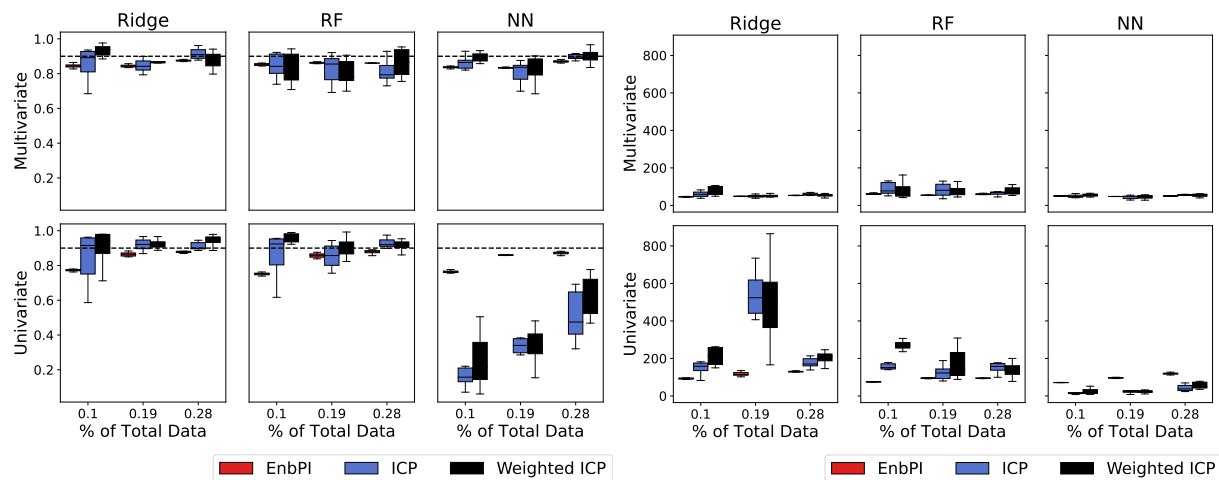 Ridge RF NN
Multivariate
1.0
0.8
0.6
0.4
0.2
Univariate
1.0
0.8
0.6
0.4
0.2
0.1 0.19 0.28 0.1 0.19 0.28 0.1 0.19 0.28
% of Total Data % of Total Data % of Total Data
EnbPI ICP Weighted ICP
Ridge RF NN
Multivariate
800
600
400
200
0
Univariate
800
600
400
200
0
0.1 0.19 0.28 0.1 0.19 0.28 0.1 0.19 0.28
% of Total Data % of Total Data % of Total Data
EnbPI ICP Weighted ICP